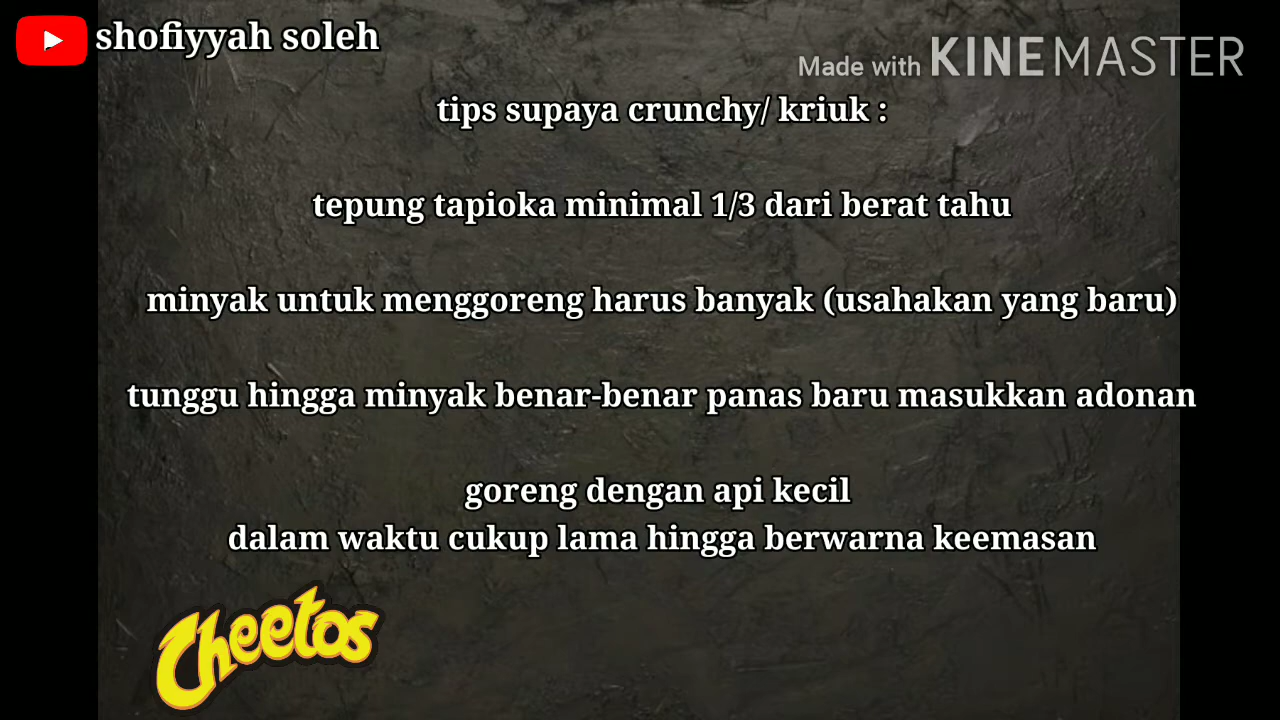 shofiyyah soleh
Made with KINEMASTER
tips supaya crunchy/ kriuk :
tepung tapioka minimal 1/3 dari berat tahu
minyak untuk menggoreng harus banyak (usahakan yang baru)
tunggu hingga minyak benar-benar panas baru masukkan adonan
goreng dengan api kecil
dalam waktu cukup lama hingga berwarna keemasan
Cheetos